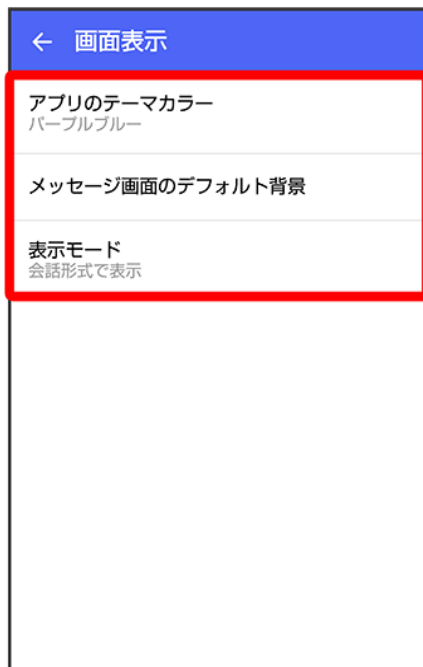 ← 画面表示
アプリのテーマカラー
パープルブルー
メッセージ画面のデフォルト背景
表示モード
会話形式で表示